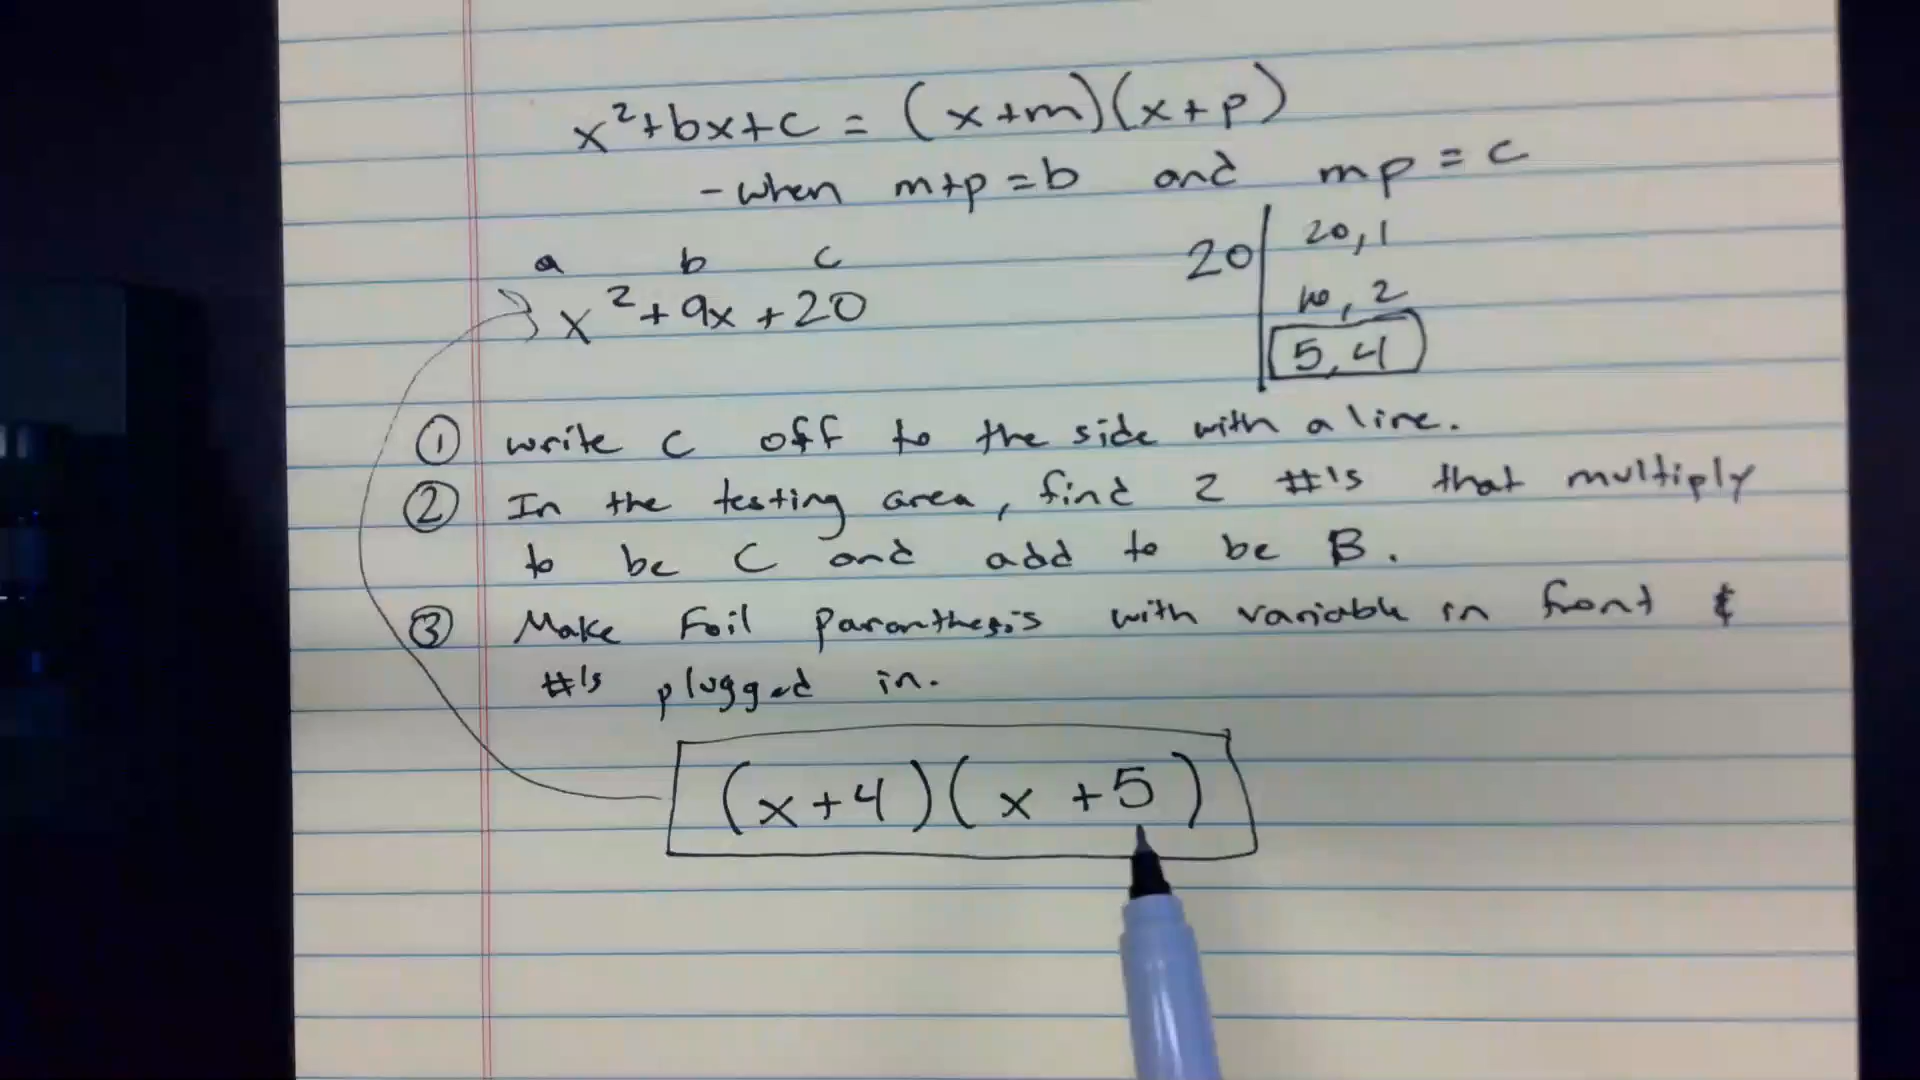 x²+bx+c = (x+m)(x+p)
-when m+p=b and mp=c
a b c
x²+9x+20
20 | 20,1
10,2
5,4
① write c off to the side with a line.
② In the testing area, find 2 #'s that multiply
to be C and add to be B.
③ Make Foil Paranthesis with variable in front &
#'s plugged in.
(x+4)(x+5)